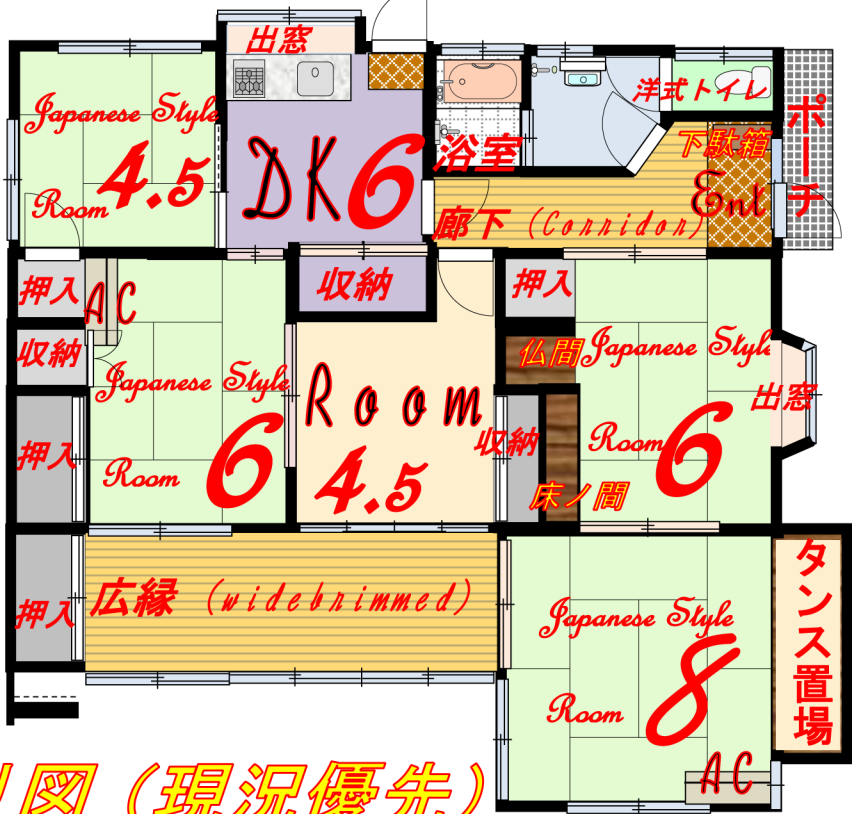 出窓
洋式トイレ
Japanese Style
Room 4.5
DK6
浴室
下駄箱
ポーチ
廊下 (Connidon)
Ent
押入
AC
収納
押入
収納
仏間
Japanese Style
Room 6
出窓
Japanese Style
Room 6
Room
4.5
収納
押入
床ノ間
タンス置場
押入
広縁 (widebnimmed)
Japanese Style
Room 8
AC
図(現況優先)